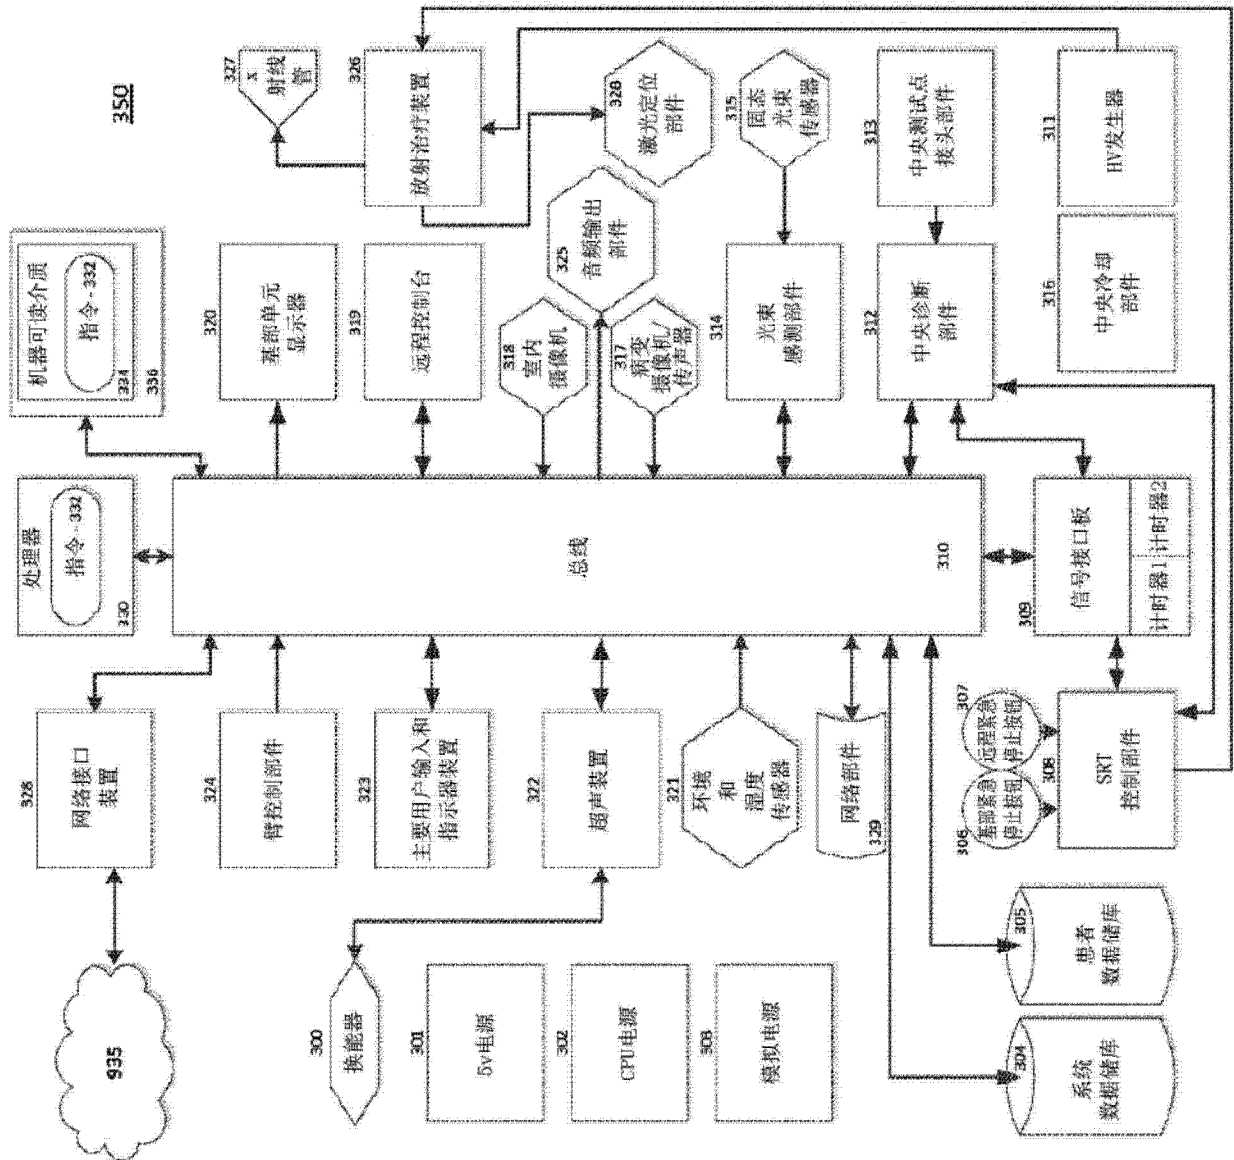 350
935
328
网络接口
装置
处理器
指令 - 332
330
机器可读介质
指令 - 332
334
336
327
x
射线
管
324
臂控制部件
320
基部单元
显示器
326
放射治疗装置
300
换能器
323
主要用户输入和
指示器装置
319
远程控制台
301
5v电源
322
超声装置
总线
310
318
室内
摄像机
325
音频输出
部件
328
激光定位
部件
302
CPU电源
321
环境
和
湿度
传感器
317
病变
摄像机/
传声器
314
光束
感测部件
315
固态
光束
传感器
303
模拟电源
网络部件
329
312
中央诊断
部件
313
中央测试点
接头部件
304
系统
数据储库
305
患者
数据储库
306
基部紧急
停止按钮
307
远程紧急
停止按钮
308
SRT
控制部件
309
信号接口板
计时器1
计时器2
316
中央冷却
部件
311
HV发生器